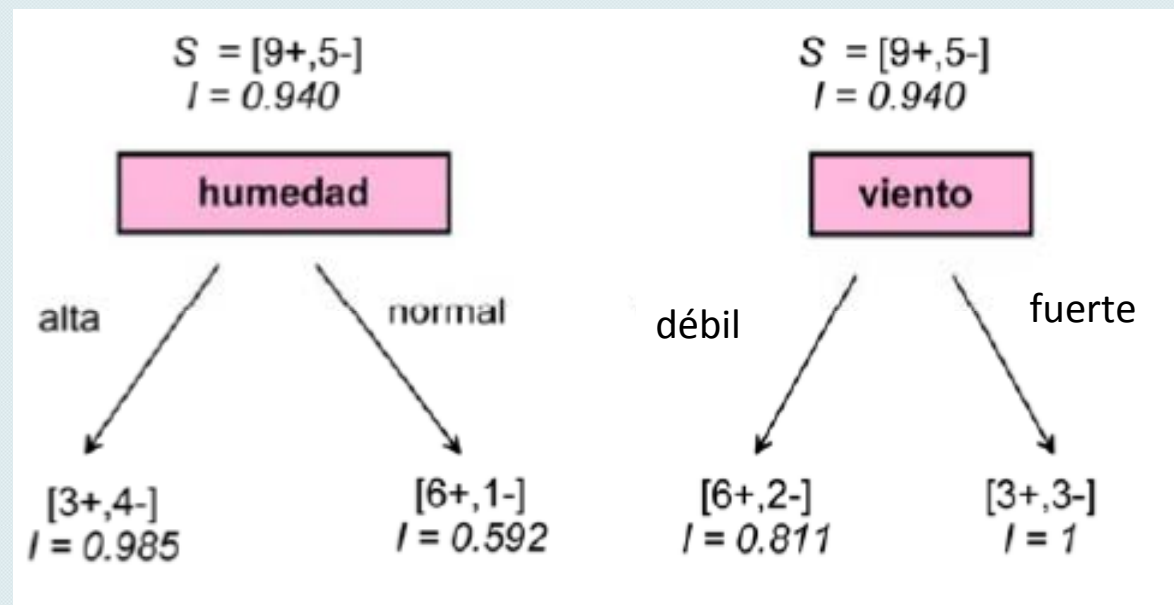 S = [9+,5-]
I = 0.940
humedad
alta
normal
[3+,4-]
I = 0.985
[6+,1-]
I = 0.592
S = [9+,5-]
I = 0.940
viento
débil
fuerte
[6+,2-]
I = 0.811
[3+,3-]
I = 1